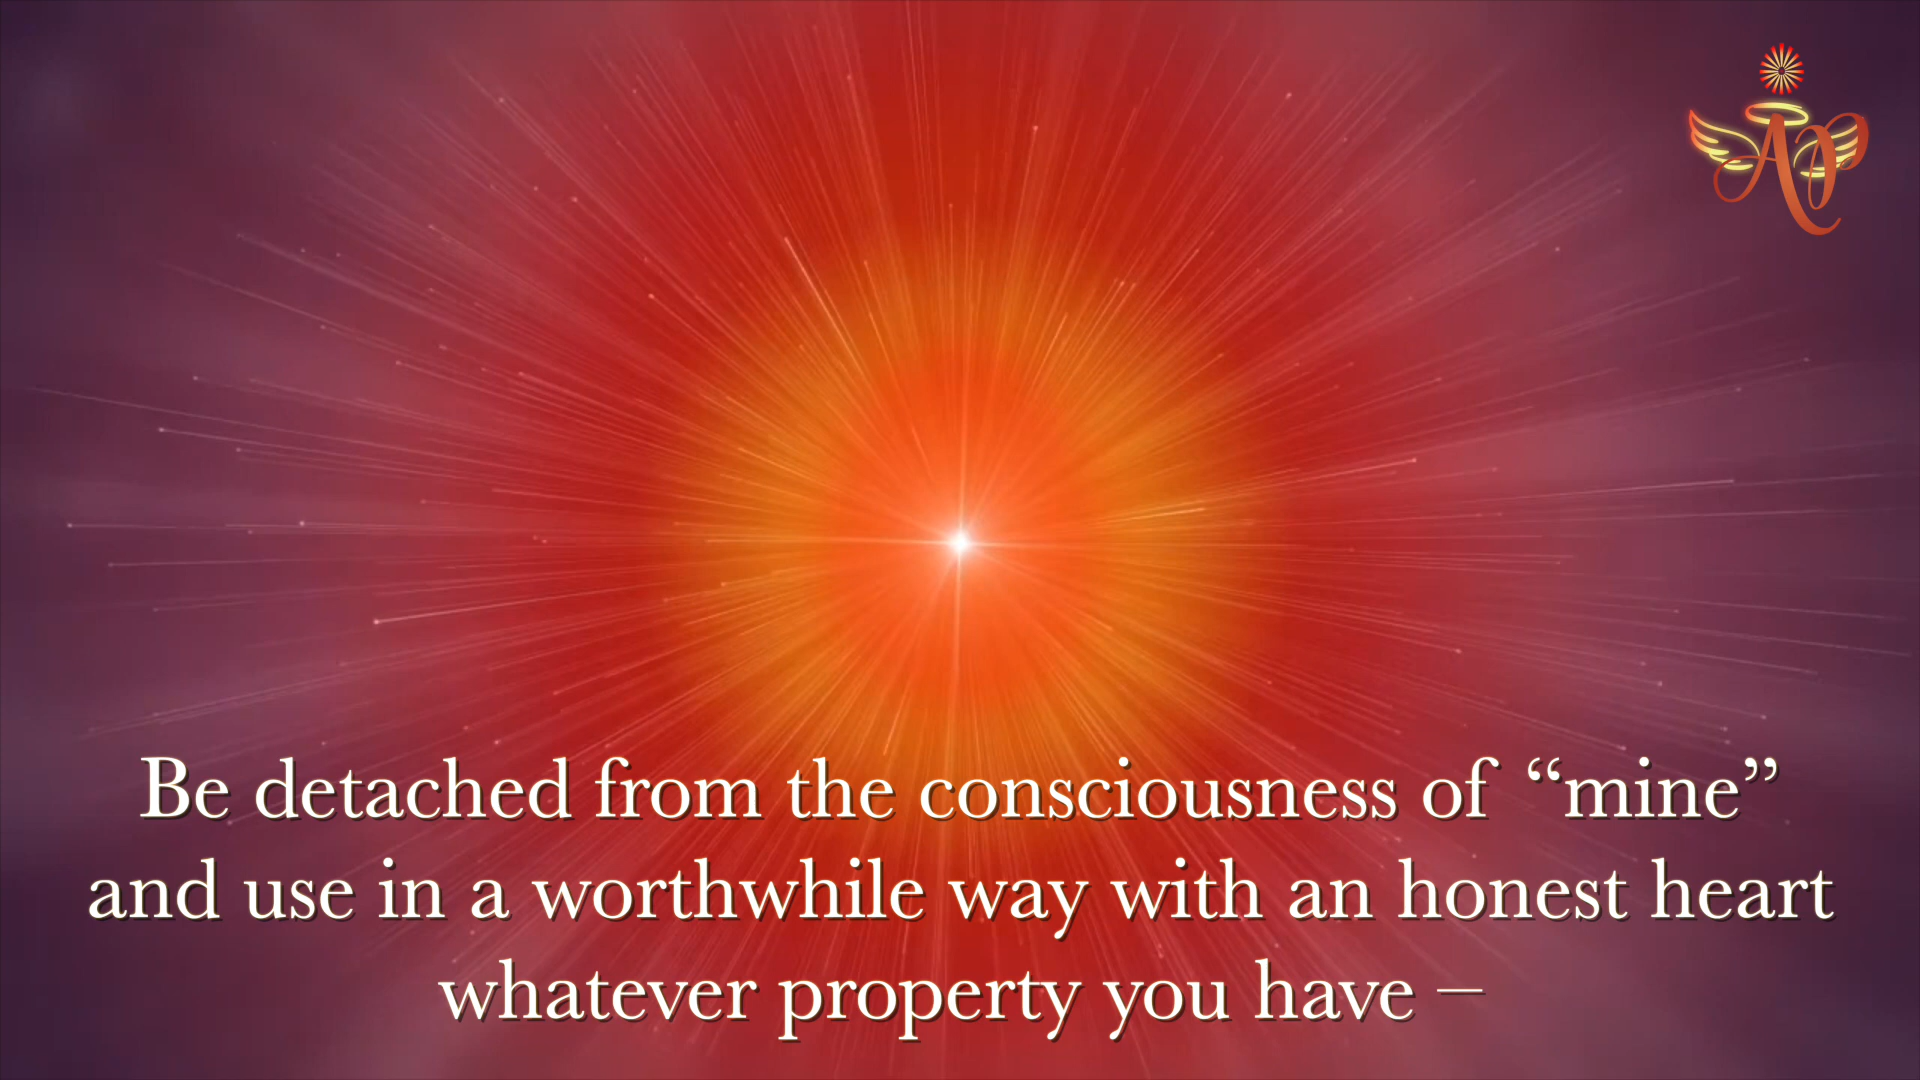 AP
Be detached from the consciousness of “mine”
and use in a worthwhile way with an honest heart
whatever property you have –